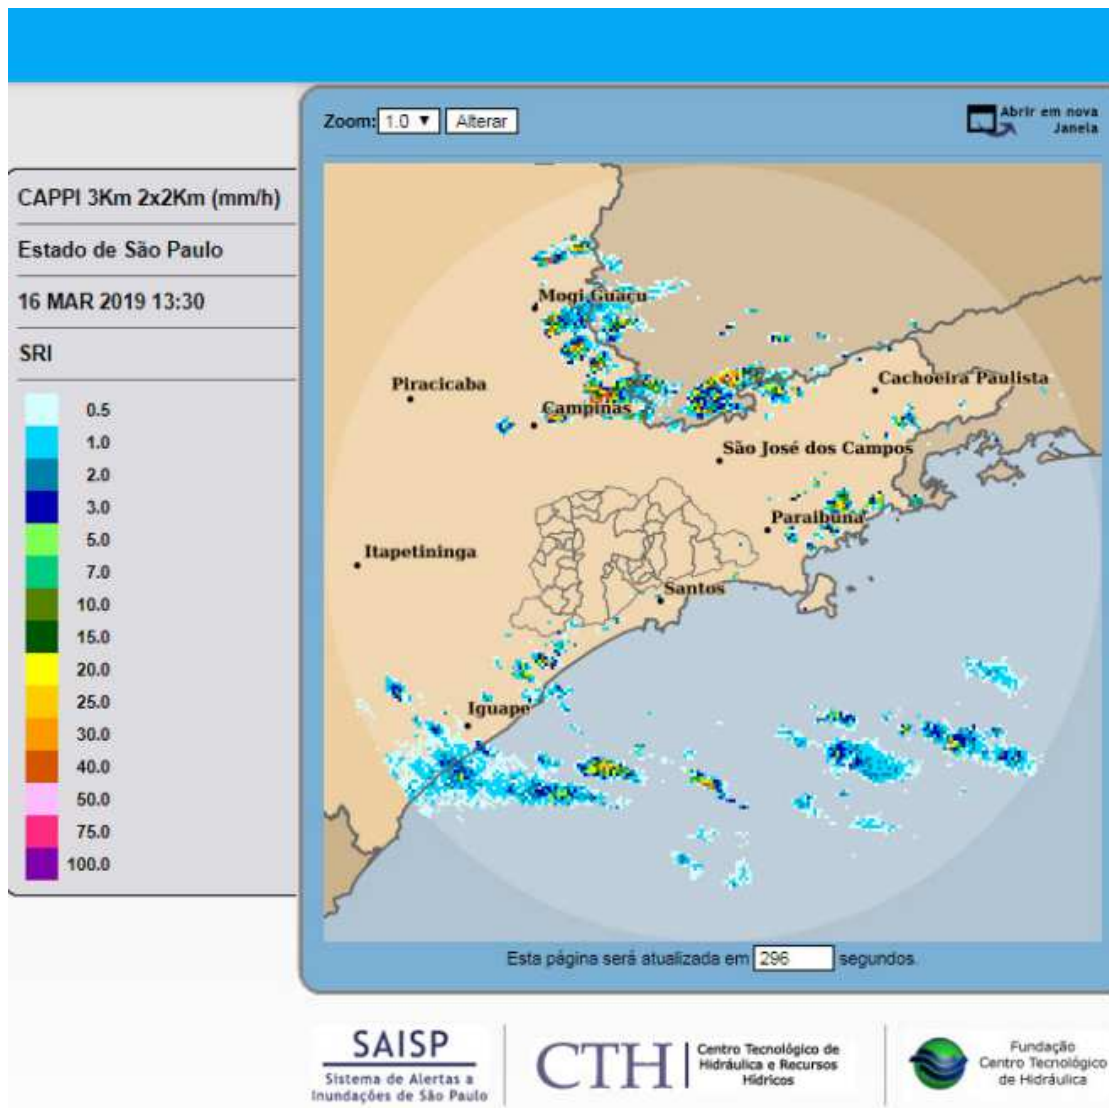 Zoom: 1.0 ▼ Alterar
Abrir em nova
Janela
CAPPI 3Km 2x2Km (mm/h)
Estado de São Paulo
16 MAR 2019 13:30
SRI
0.5
1.0
2.0
3.0
5.0
7.0
10.0
15.0
20.0
25.0
30.0
40.0
50.0
75.0
100.0
Mogi Guaçu
Piracicaba
Cachoeira Paulista
Campinas
São José dos Campos
Paraibuna
Itapetininga
Santos
Iguape
Esta página será atualizada em 296 segundos.
SAISP
Sistema de Alertas a
Inundações de São Paulo
CTH
Centro Tecnológico de
Hidráulica e Recursos
Hídricos
Fundação
Centro Tecnológico
de Hidráulica